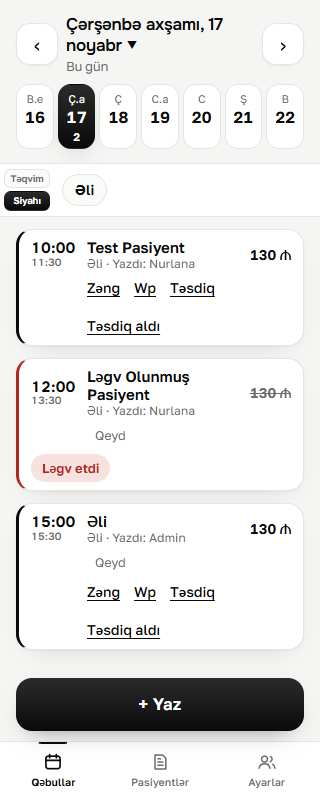 Çərşənbə axşamı, 17
noyabr ▼
Bu gün
‹
›
B.e Ç.a Ç C.a C Ş B
16 17 18 19 20 21 22
2
Təqvim
Siyahı
Əli
10:00 Test Pasiyent 130 ₼
11:30 Əli · Yazdı: Nurlana
Zəng Wp Təsdiq
Təsdiq aldı
12:00 Ləğv Olunmuş
Pasiyent 130 ₼
13:30 Əli · Yazdı: Nurlana
Qeyd
Ləğv etdi
15:00 Əli 130 ₼
15:30 Əli · Yazdı: Admin
Qeyd
Zəng Wp Təsdiq
Təsdiq aldı
+ Yaz
Qəbullar Pasiyentlər Ayarlar